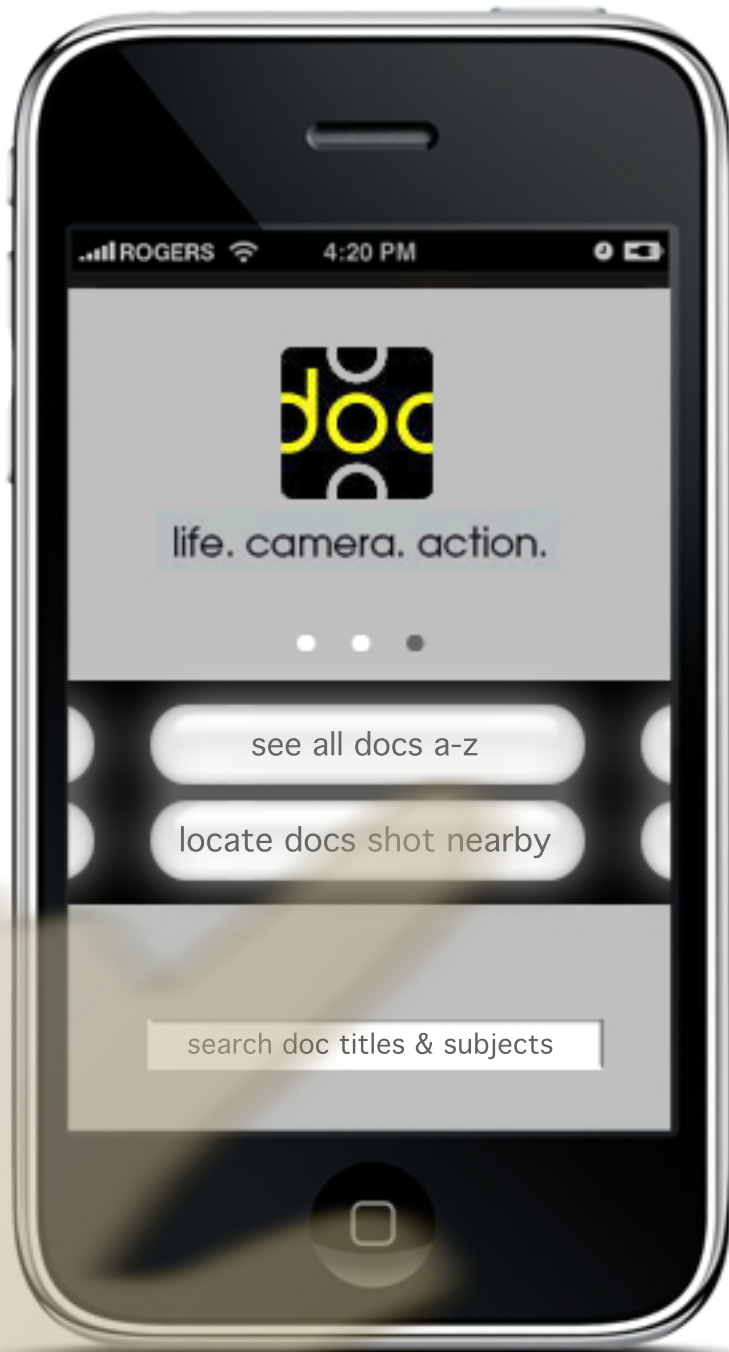 ROGERS 4:20 PM
doc
life. camera. action.
see all docs a-z
locate docs shot nearby
search doc titles & subjects